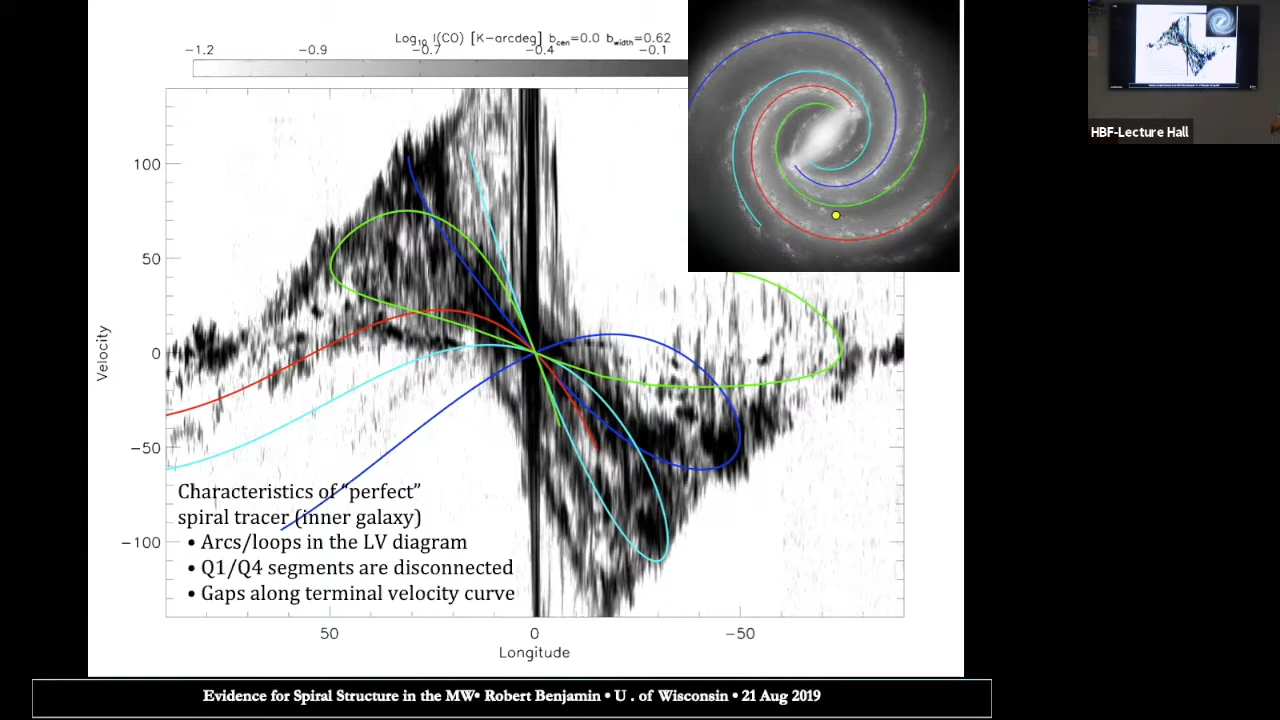 Log10 I(CO) [K-arcdeg] bcen=0.0 bwidth=0.62
-1.2 -0.9 -0.7 -0.4 -0.1
HBF-Lecture Hall
100
50
0
-50
-100
Velocity
Characteristics of “perfect”
spiral tracer (inner galaxy)
• Arcs/loops in the LV diagram
• Q1/Q4 segments are disconnected
• Gaps along terminal velocity curve
50 0 -50
Longitude
Evidence for Spiral Structure in the MW• Robert Benjamin • U . of Wisconsin • 21 Aug 2019